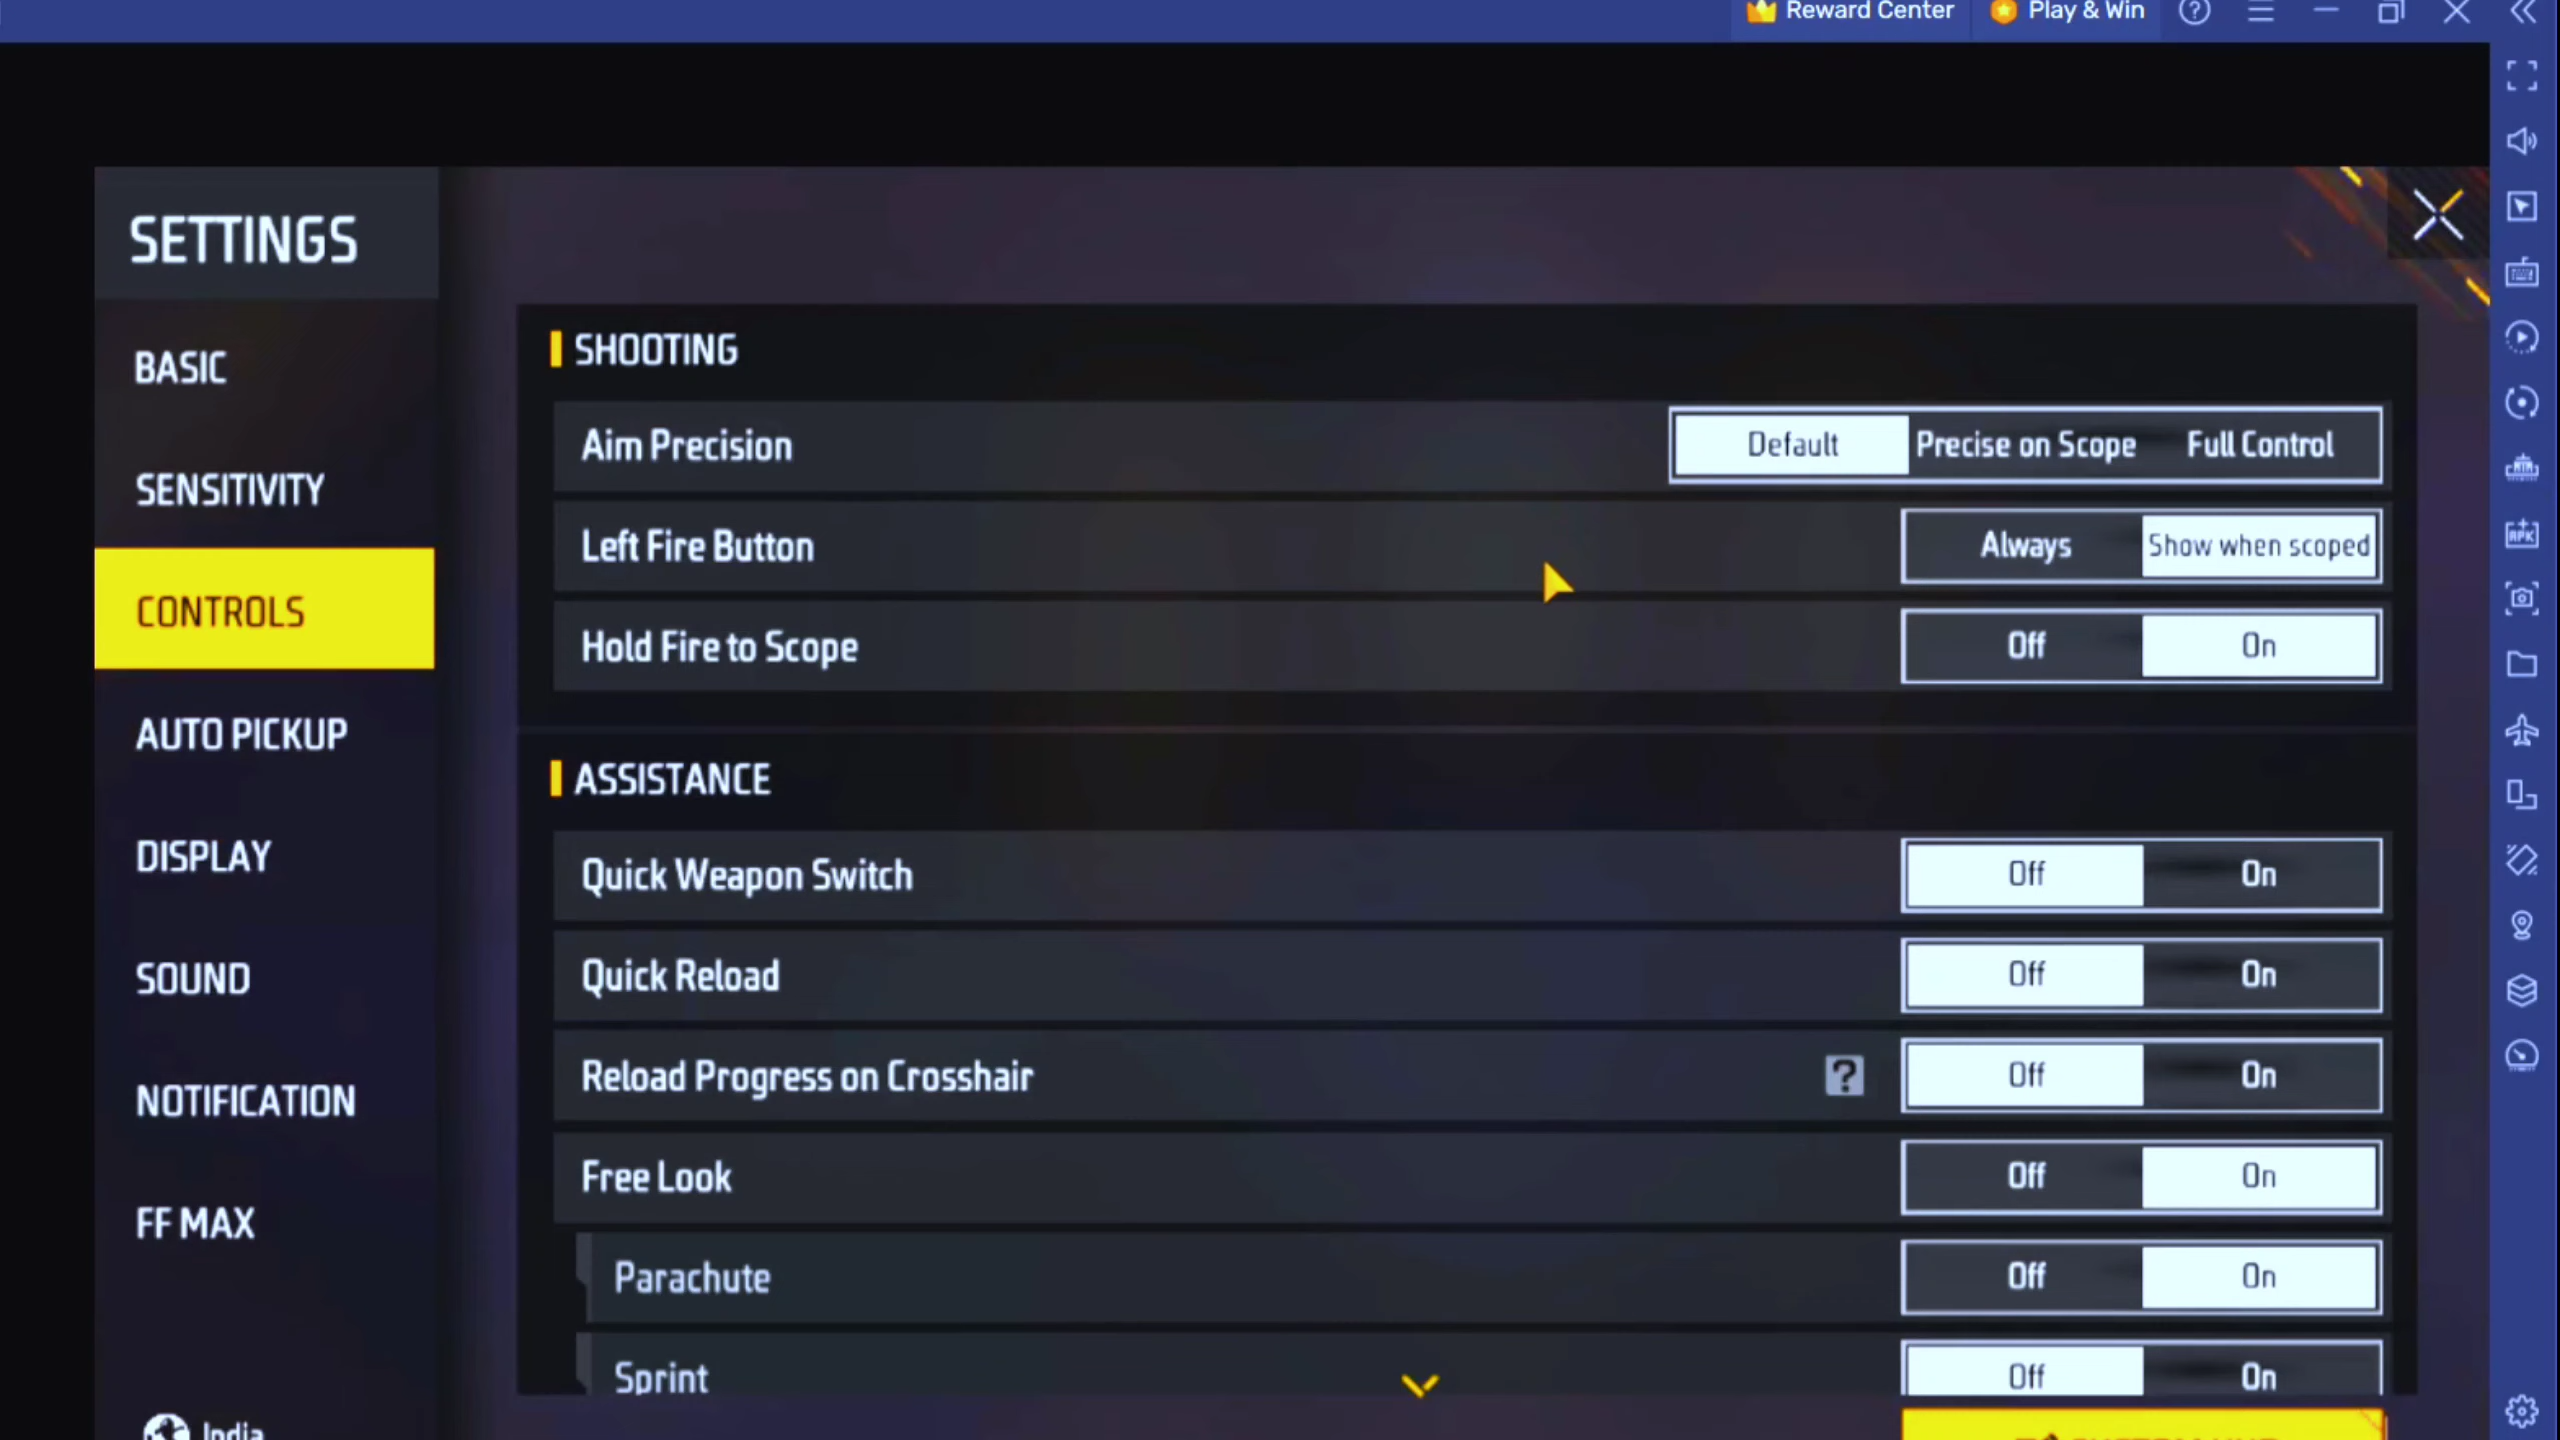 Reward Center Play & Win
SETTINGS
BASIC
SENSITIVITY
CONTROLS
AUTO PICKUP
DISPLAY
SOUND
NOTIFICATION
FF MAX
India
SHOOTING
Aim Precision Default Precise on Scope Full Control
Left Fire Button Always Show when scoped
Hold Fire to Scope Off On
ASSISTANCE
Quick Weapon Switch Off On
Quick Reload Off On
Reload Progress on Crosshair ? Off On
Free Look Off On
Parachute Off On
Sprint Off On